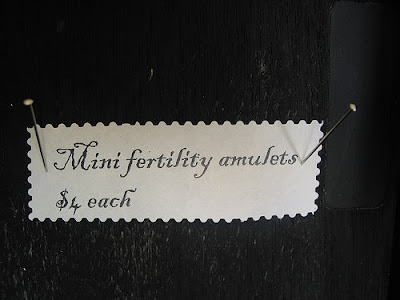 Mini fertility amulets
$4 each